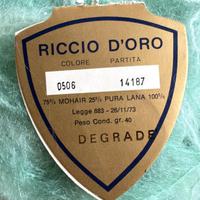 RICCIO D'ORO
COLORE PARTITA
0506 14187
75% MOHAIR 25% PURA LANA 100%
Legge 883 - 26/11/73
Peso Cond. gr. 40
DEGRADE